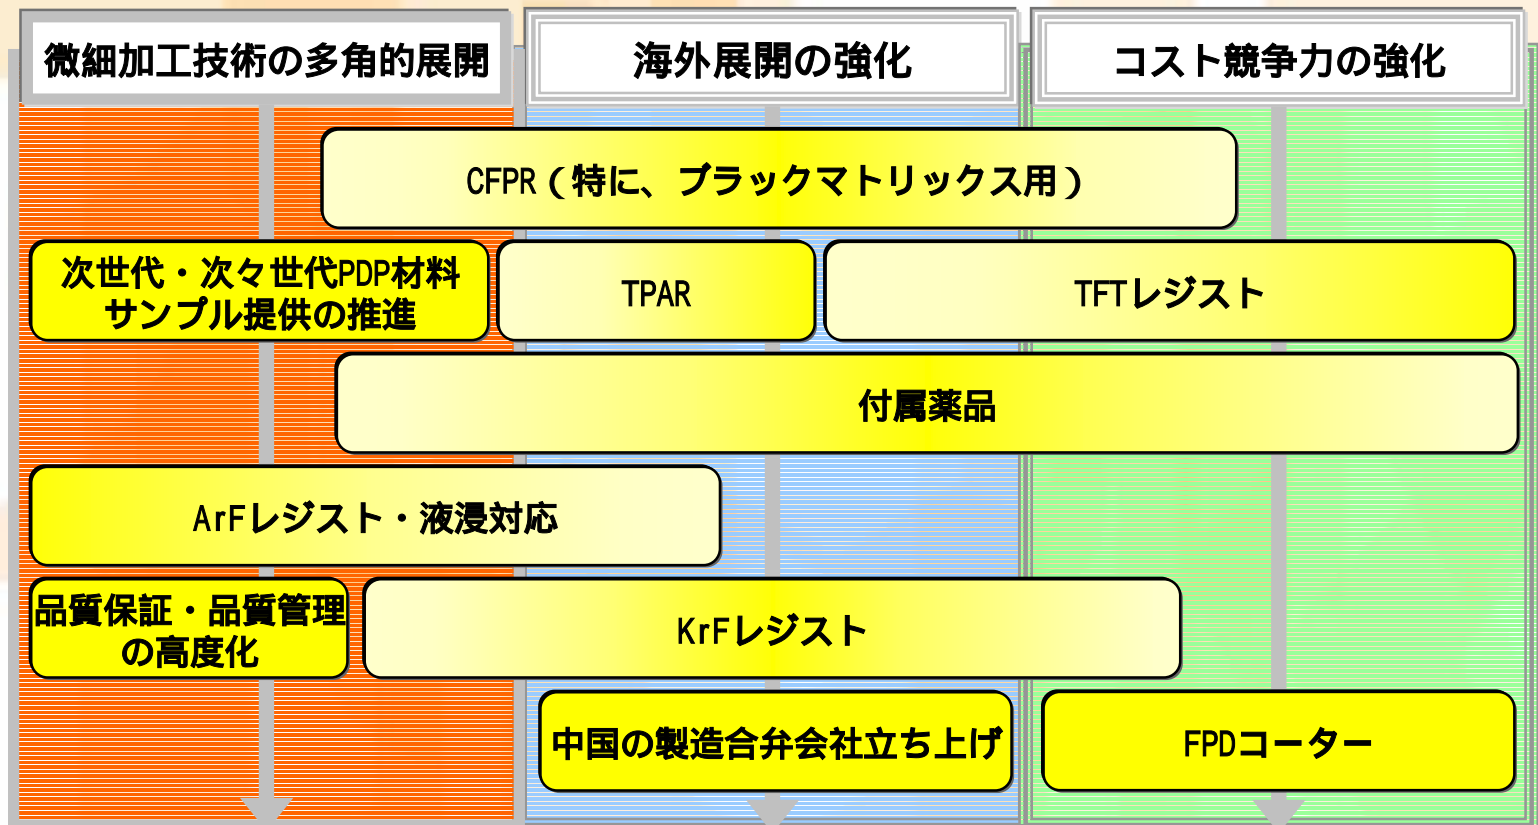 微細加工技術の多角的展開
海外展開の強化
コスト競争力の強化
CFPR(特に、ブラックマトリックス用)
次世代・次々世代PDP材料
サンプル提供の推進
TPAR
TFTレジスト
付属薬品
ArFレジスト・液浸対応
品質保証・品質管理
の高度化
KrFレジスト
中国の製造合弁会社立ち上げ
FPDコーター